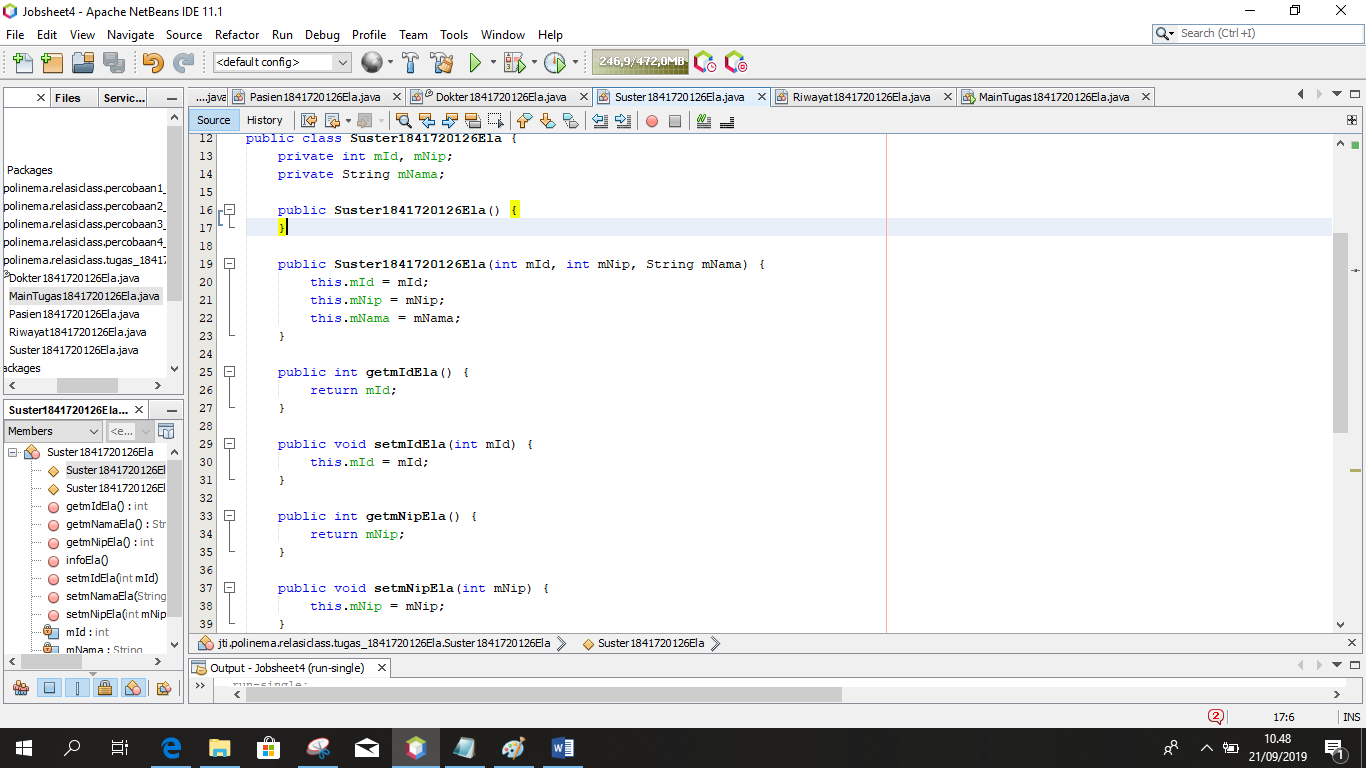 Jobsheet4 - Apache NetBeans IDE 11.1
File Edit View Navigate Source Refactor Run Debug Profile Team Tools Window Help
Search (Ctrl+I)
<default config>
246,9/472,0MB
Files Servic...
....java Pasien1841720126Ela.java Dokter1841720126Ela.java Suster1841720126Ela.java Riwayat1841720126Ela.java MainTugas1841720126Ela.java
Source History
Packages
polinema.relasiclass.percobaan1_
polinema.relasiclass.percobaan2_
polinema.relasiclass.percobaan3_
polinema.relasiclass.percobaan4_
polinema.relasiclass.tugas_1841
Dokter1841720126Ela.java
MainTugas1841720126Ela.java
Pasien1841720126Ela.java
Riwayat1841720126Ela.java
Suster1841720126Ela.java
ackages
Suster1841720126Ela...
Members <e...
Suster1841720126Ela
Suster1841720126El
Suster1841720126El
getmIdEla() : int
getmNamaEla() : Str
getmNipEla() : int
infoEla()
setmIdEla(int mId)
setmNamaEla(String
setmNipEla(int mNip
mId : int
mNama : String
12 public class Suster1841720126Ela {
13 private int mId, mNip;
14 private String mNama;
15
16 public Suster1841720126Ela() {
17 }
18
19 public Suster1841720126Ela(int mId, int mNip, String mNama) {
20 this.mId = mId;
21 this.mNip = mNip;
22 this.mNama = mNama;
23 }
24
25 public int getmIdEla() {
26 return mId;
27 }
28
29 public void setmIdEla(int mId) {
30 this.mId = mId;
31 }
32
33 public int getmNipEla() {
34 return mNip;
35 }
36
37 public void setmNipEla(int mNip) {
38 this.mNip = mNip;
39 }
jti.polinema.relasiclass.tugas_1841720126Ela.Suster1841720126Ela Suster1841720126Ela
Output - Jobsheet4 (run-single)
run-single:
2 17:6 INS
10.48
21/09/2019
1